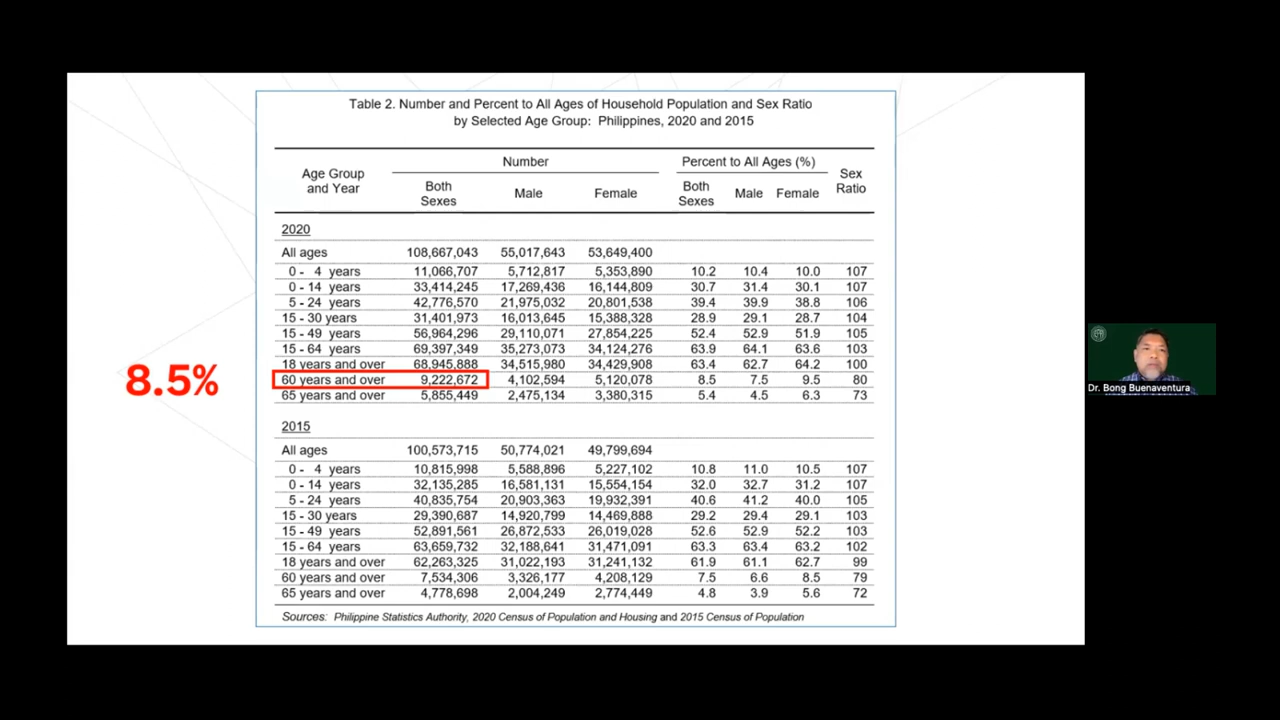 Table 2. Number and Percent to All Ages of Household Population and Sex Ratio
by Selected Age Group: Philippines, 2020 and 2015
Age Group and Year Number Percent to All Ages (%) Sex Ratio
Both Sexes Male Female Both Sexes Male Female
2020
All ages 108,667,043 55,017,643 53,649,400
0 - 4 years 11,066,707 5,712,817 5,353,890 10.2 10.4 10.0 107
0 - 14 years 33,414,245 17,269,436 16,144,809 30.7 31.4 30.1 107
5 - 24 years 42,776,570 21,975,032 20,801,538 39.4 39.9 38.8 106
15 - 30 years 31,401,973 16,013,645 15,388,328 28.9 29.1 28.7 104
15 - 49 years 56,964,296 29,110,071 27,854,225 52.4 52.9 51.9 105
15 - 64 years 69,397,349 35,273,073 34,124,276 63.9 64.1 63.6 103
18 years and over 68,945,888 34,515,980 34,429,908 63.4 62.7 64.2 100
60 years and over 9,222,672 4,102,594 5,120,078 8.5 7.5 9.5 80
65 years and over 5,855,449 2,475,134 3,380,315 5.4 4.5 6.3 73
8.5%
2015
All ages 100,573,715 50,774,021 49,799,694
0 - 4 years 10,815,998 5,588,896 5,227,102 10.8 11.0 10.5 107
0 - 14 years 32,135,285 16,581,131 15,554,154 32.0 32.7 31.2 107
5 - 24 years 40,835,754 20,903,363 19,932,391 40.6 41.2 40.0 105
15 - 30 years 29,390,687 14,920,799 14,469,888 29.2 29.4 29.1 103
15 - 49 years 52,891,561 26,872,533 26,019,028 52.6 52.9 52.2 103
15 - 64 years 63,659,732 32,188,641 31,471,091 63.3 63.4 63.2 102
18 years and over 62,263,325 31,022,193 31,241,132 61.9 61.1 62.7 99
60 years and over 7,534,306 3,326,177 4,208,129 7.5 6.6 8.5 79
65 years and over 4,778,698 2,004,249 2,774,449 4.8 3.9 5.6 72
Sources: Philippine Statistics Authority, 2020 Census of Population and Housing and 2015 Census of Population
Dr. Bong Buenaventura